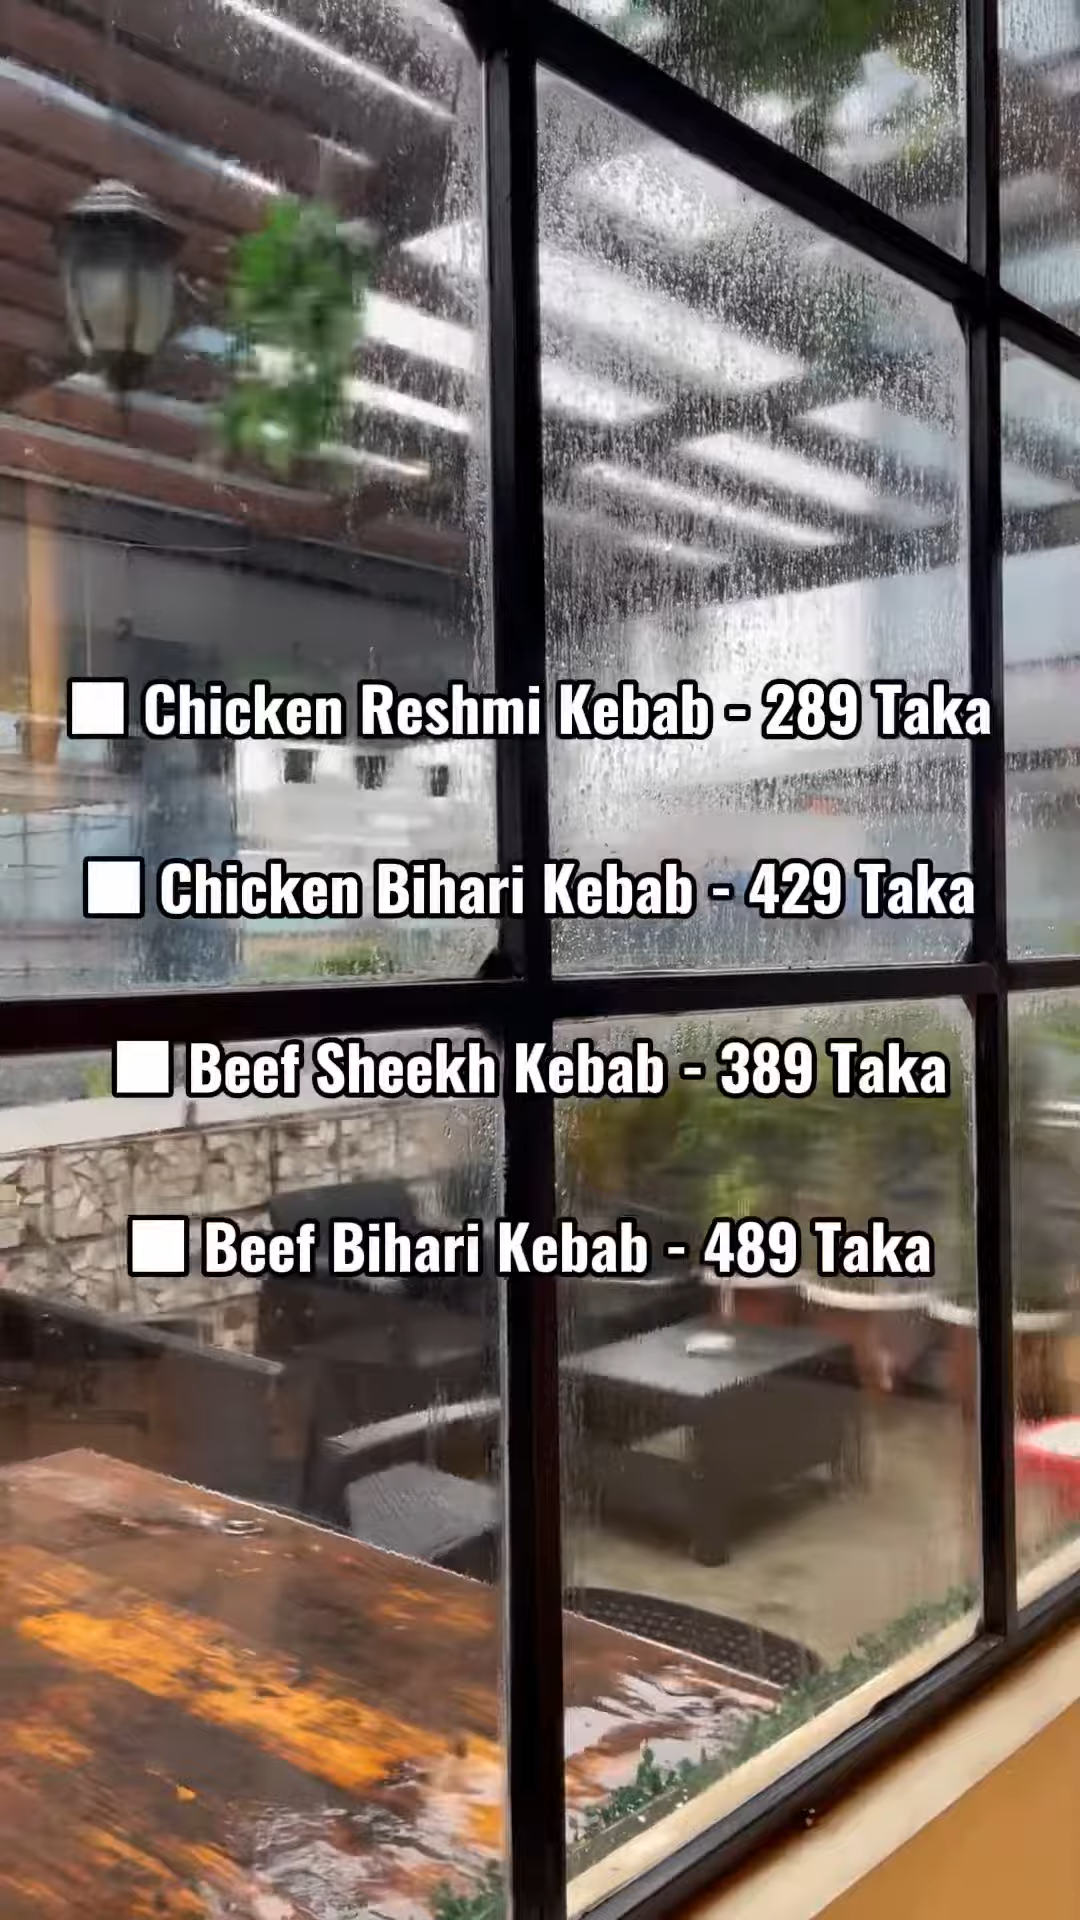 Chicken Reshmi Kebab - 289 Taka
Chicken Bihari Kebab - 429 Taka
Beef Sheekh Kebab - 389 Taka
Beef Bihari Kebab - 489 Taka